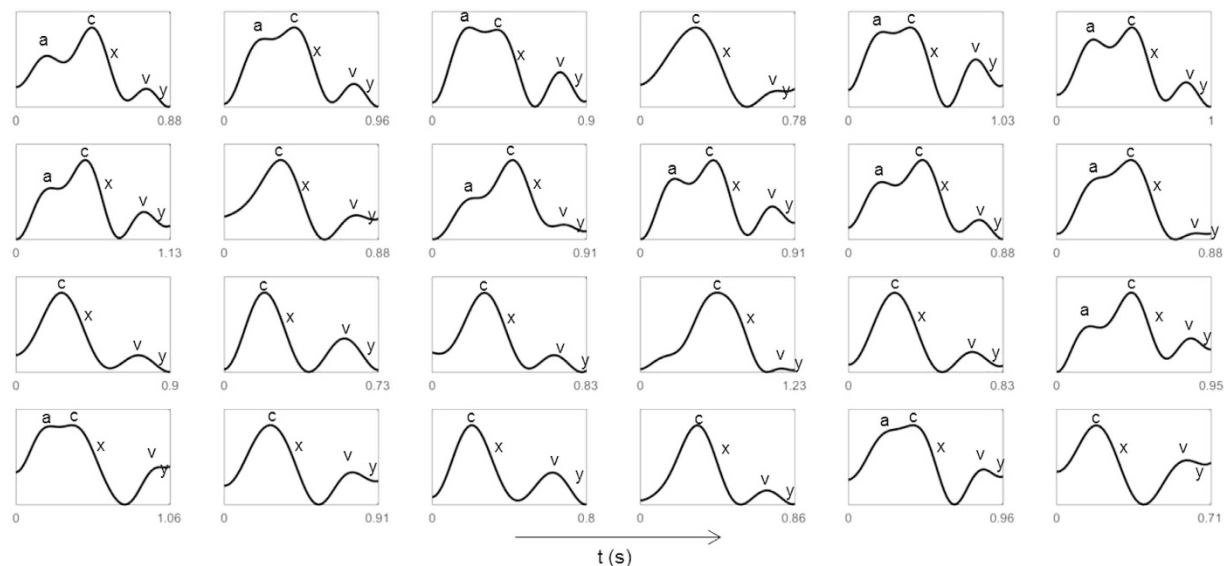 a c x v y
0 0.88
a c x v y
0 0.96
a c x v y
0 0.9
c x v y
0 0.78
a c x v y
0 1.03
a c x v y
0 1
a c x v y
0 1.13
c x v y
0 0.88
a c x v y
0 0.91
a c x v y
0 0.91
a c x v y
0 0.88
a c x v y
0 0.88
c x v y
0 0.9
c x v y
0 0.73
c x v y
0 0.83
c x v y
0 1.23
c x v y
0 0.83
a c x v y
0 0.95
a c x v y
0 1.06
c x v y
0 0.91
c x v y
0 0.8
c x v y
0 0.86
a c x v y
0 0.96
c x v y
0 0.71
t (s)